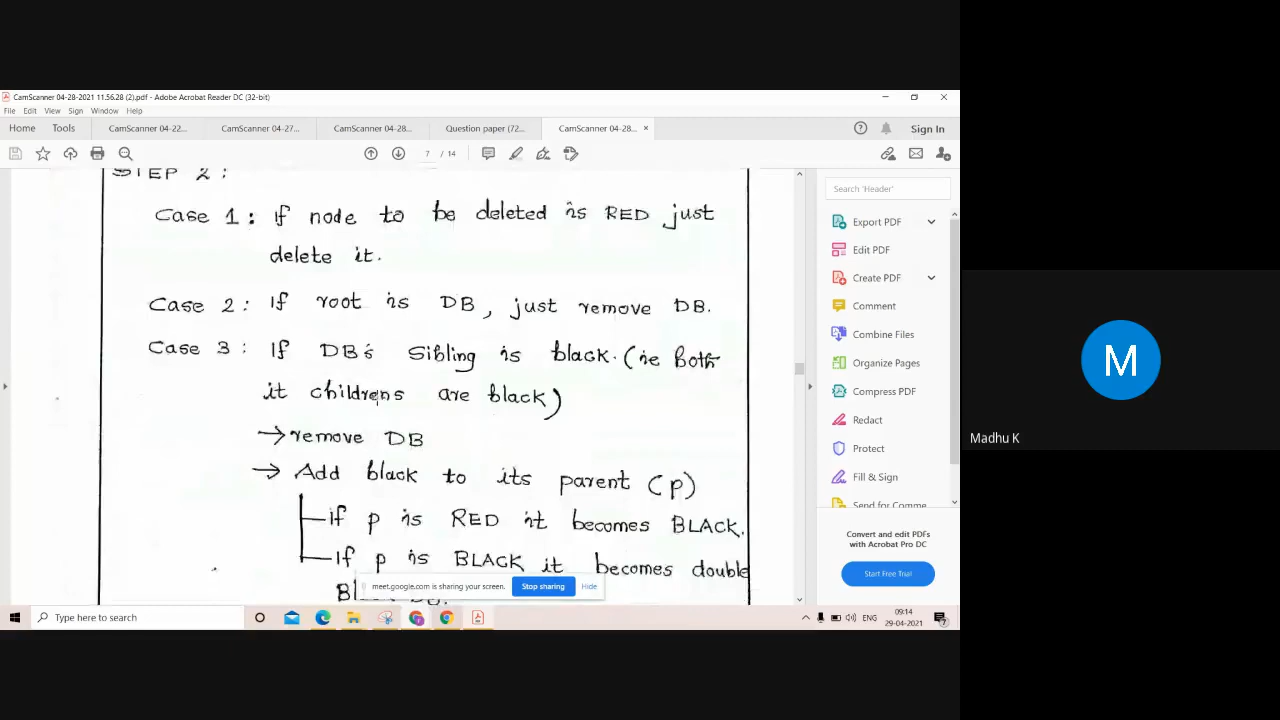 CamScanner 04-28-2021 11.56.28 (2).pdf - Adobe Acrobat Reader DC (32-bit)
File Edit View Sign Window Help
Home Tools CamScanner 04-22... CamScanner 04-27... CamScanner 04-28... Question paper (72... CamScanner 04-28... × Sign In
7 / 14
STEP 2 :
Case 1 : If node to be deleted is RED just
delete it.
Case 2 : If root is DB, just remove DB.
Case 3 : If DB's sibling is black. (ie both
it childrens are black)
→ remove DB
→ Add black to its parent (p)
if p is RED it becomes BLACK.
If p is BLACK it becomes double
Search 'Header'
Export PDF
Edit PDF
Create PDF
Comment
Combine Files
Organize Pages
Compress PDF
Redact
Protect
Fill & Sign
Send for Comme
Convert and edit PDFs
with Acrobat Pro DC
Start Free Trial
meet.google.com is sharing your screen. Stop sharing Hide
Type here to search
ENG
09:14
29-04-2021
M
Madhu K